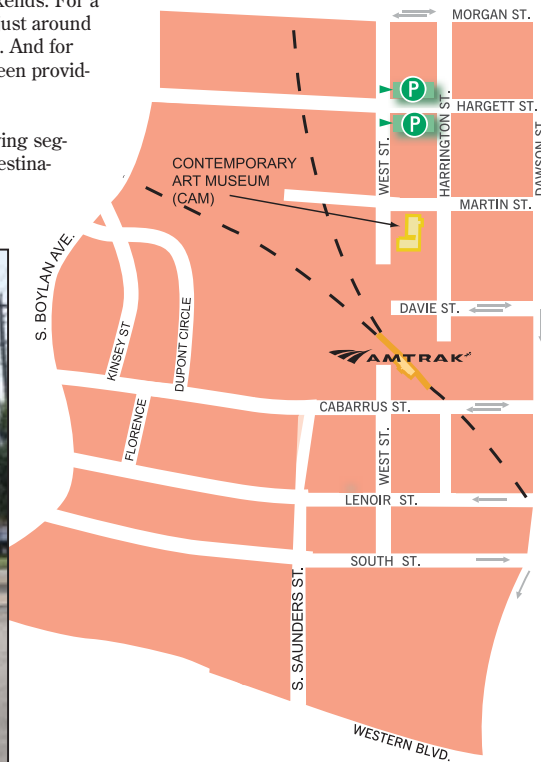 kends. For a
ust around
. And for
een provid-
ing seg-
estina-
MORGAN ST.
P
HARGETT ST.
P
WEST ST.
HARRINGTON ST.
DAWSON ST.
CONTEMPORARY
ART MUSEUM
(CAM)
MARTIN ST.
S. BOYLAN AVE.
KINSEY ST
DUPONT CIRCLE
DAVIE ST.
AMTRAK
FLORENCE
CABARRUS ST.
WEST ST.
LENOIR ST.
SOUTH ST.
S. SAUNDERS ST.
WESTERN BLVD.